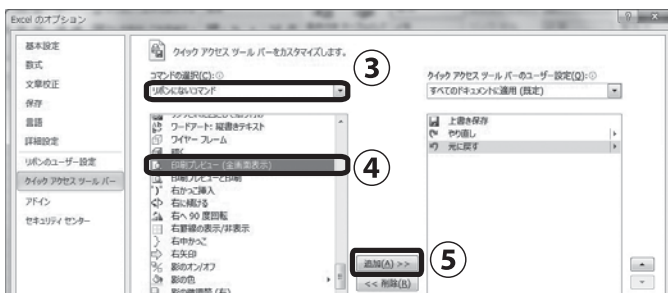 Excel のオプション
基本設定
数式
文章校正
保存
言語
詳細設定
リボンのユーザー設定
クイック アクセス ツール バー
アドイン
セキュリティ センター
クイック アクセス ツール バーをカスタマイズします。
コマンドの選択(C):
③
リボンにないコマンド
ワードアート: 縦書きテキスト
ワイヤー フレーム
開く
印刷プレビュー (全画面表示)
④
印刷プレビューと印刷
右かっこ挿入
右に傾ける
右へ 90 度回転
右罫線の表示/非表示
右中かっこ
右矢印
影のオン/オフ
影の色
影の微調整 (右)
追加(A) >>
⑤
<< 削除(R)
クイック アクセス ツール バーのユーザー設定(Q):
すべてのドキュメントに適用 (既定)
上書き保存
やり直し
元に戻す